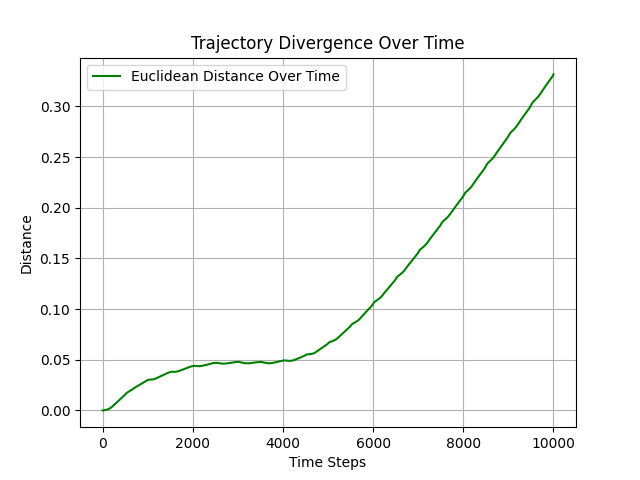 Trajectory Divergence Over Time
Euclidean Distance Over Time
0.30
0.25
0.20
0.15
0.10
0.05
0.00
Distance
0 2000 4000 6000 8000 10000
Time Steps